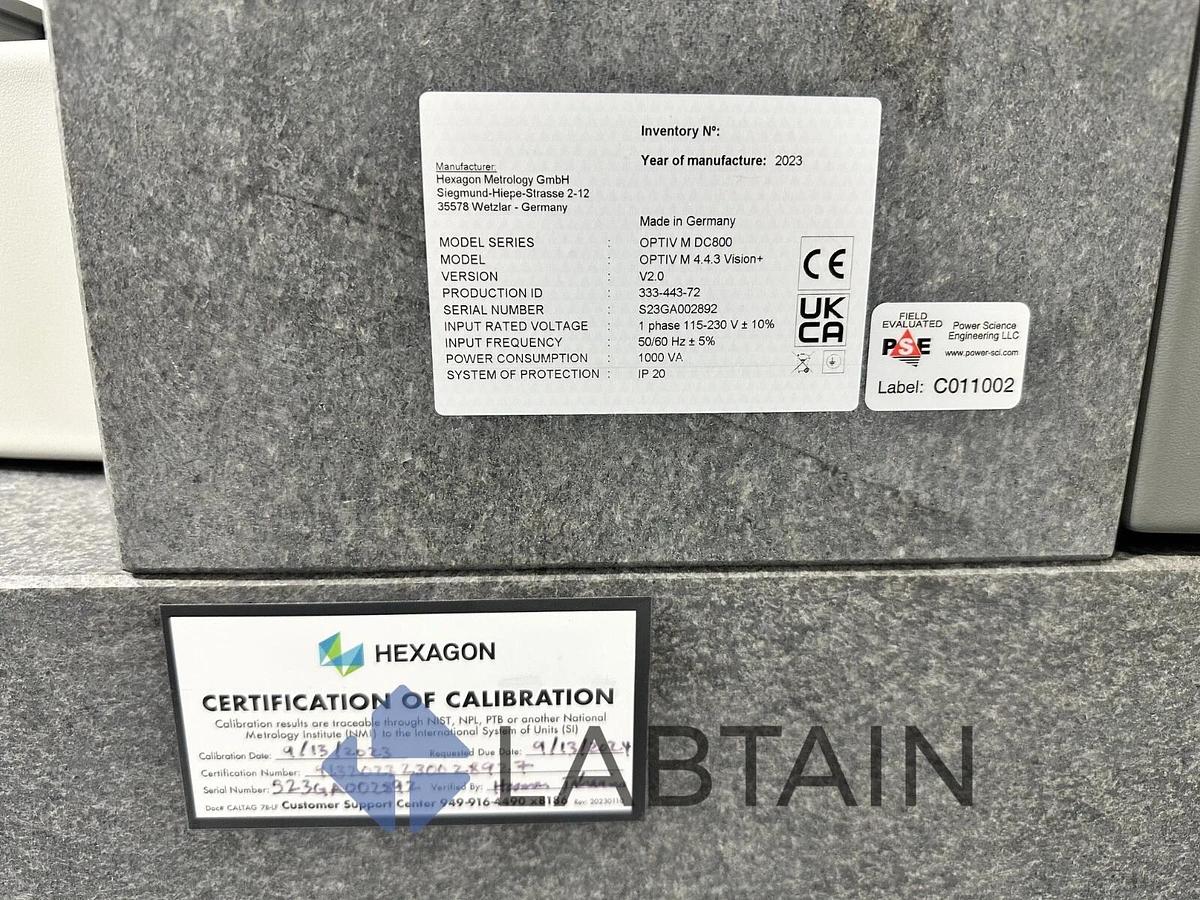 Inventory Nº:
Year of manufacture: 2023
Manufacturer:
Hexagon Metrology GmbH
Siegmund-Hiepe-Strasse 2-12
35578 Wetzlar - Germany
Made in Germany
MODEL SERIES : OPTIV M DC800
MODEL : OPTIV M 4.4.3 Vision+
VERSION : V2.0
PRODUCTION ID : 333-443-72
SERIAL NUMBER : S23GA002892
INPUT RATED VOLTAGE : 1 phase 115-230 V ± 10%
INPUT FREQUENCY : 50/60 Hz ± 5%
POWER CONSUMPTION : 1000 VA
SYSTEM OF PROTECTION : IP 20
CE
UK
CA
FIELD
EVALUATED
PSE
Power Science
Engineering LLC
www.power-sci.com
Label: C011002
HEXAGON
CERTIFICATION OF CALIBRATION
Calibration results are traceable through NIST, NPL, PTB or another National
Metrology Institute (NMI) to the International System of Units (SI)
Calibration Date: 9/13/2023 Requested Due Date: 9/13/2024
Certification Number:
Serial Number: S23GA002892 Verified By:
Doc# CALTAG 78-LF Customer Support Center 949-916-4490 x8186 Rev:
LABTAIN